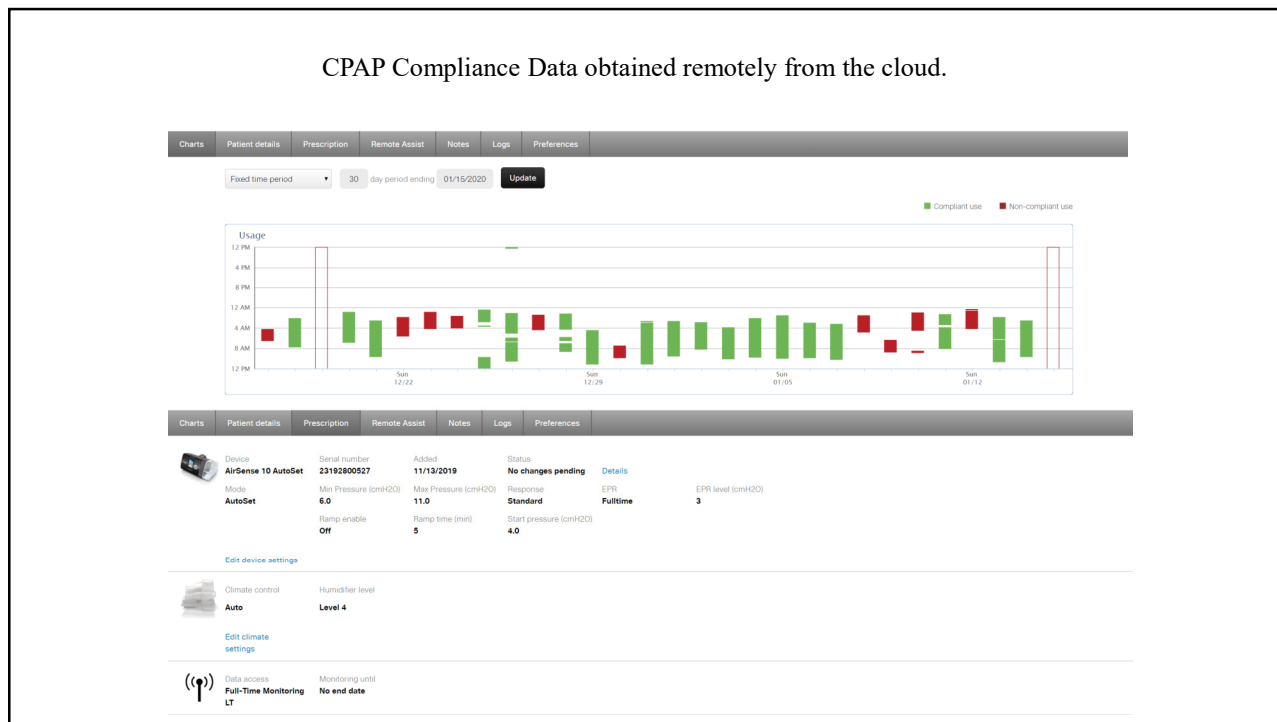 CPAP Compliance Data obtained remotely from the cloud.
Charts Patient details Prescription Remote Assist Notes Logs Preferences
Fixed time period 30 day period ending 01/15/2020 Update
Compliant use Non-compliant use
Usage
12 PM
4 PM
8 PM
12 AM
4 AM
8 AM
12 PM
Sun Sun Sun Sun
12/22 12/29 01/05 01/12
Charts Patient details Prescription Remote Assist Notes Logs Preferences
Device Serial number Added Status
AirSense 10 AutoSet 23192800527 11/13/2019 No changes pending Details
Mode Min Pressure (cmH2O) Max Pressure (cmH2O) Response EPR EPR level (cmH2O)
AutoSet 6.0 11.0 Standard Fulltime 3
Ramp enable Ramp time (min) Start pressure (cmH2O)
Off 5 4.0
Edit device settings
Climate control Humidifier level
Auto Level 4
Edit climate
settings
Data access Monitoring until
Full-Time Monitoring No end date
LT